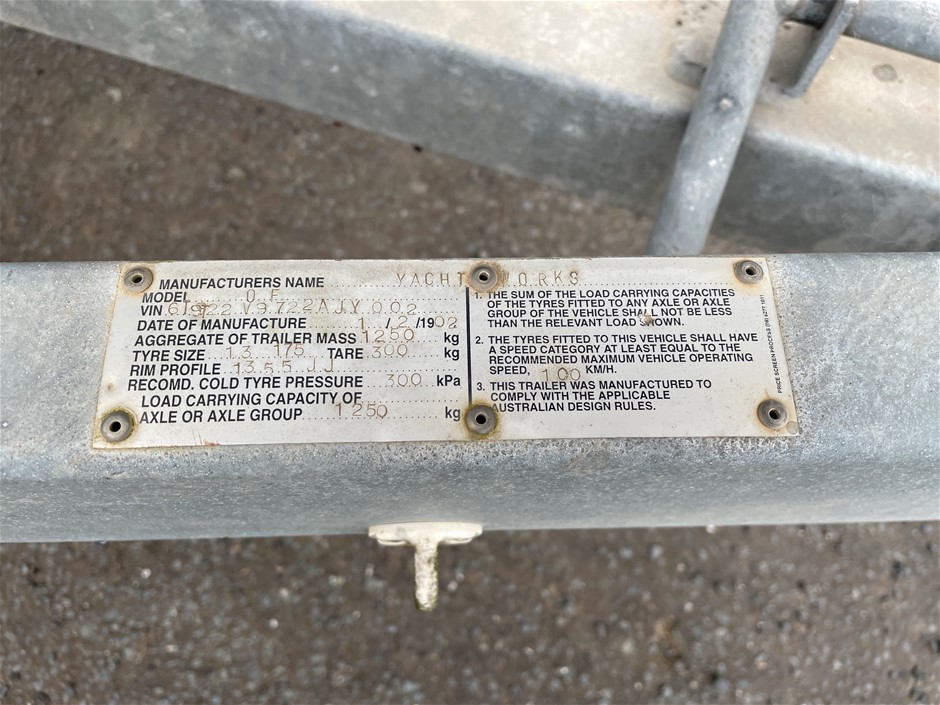 MANUFACTURERS NAME YACHT WORKS
MODEL
VIN
DATE OF MANUFACTURE 1/2/1902
AGGREGATE OF TRAILER MASS 1250 kg
TYRE SIZE 13 175 TARE 300 kg
RIM PROFILE 13 5.5 JJ
RECOMD. COLD TYRE PRESSURE 300 kPa
LOAD CARRYING CAPACITY OF
AXLE OR AXLE GROUP 1250 kg
1. THE SUM OF THE LOAD CARRYING CAPACITIES
OF THE TYRES FITTED TO ANY AXLE OR AXLE
GROUP OF THE VEHICLE SHALL NOT BE LESS
THAN THE RELEVANT LOAD SHOWN.
2. THE TYRES FITTED TO THIS VEHICLE SHALL HAVE
A SPEED CATEGORY AT LEAST EQUAL TO THE
RECOMMENDED MAXIMUM VEHICLE OPERATING
SPEED, 100 KM/H.
3. THIS TRAILER WAS MANUFACTURED TO
COMPLY WITH THE APPLICABLE
AUSTRALIAN DESIGN RULES.
PRICE SCREEN PROCESS